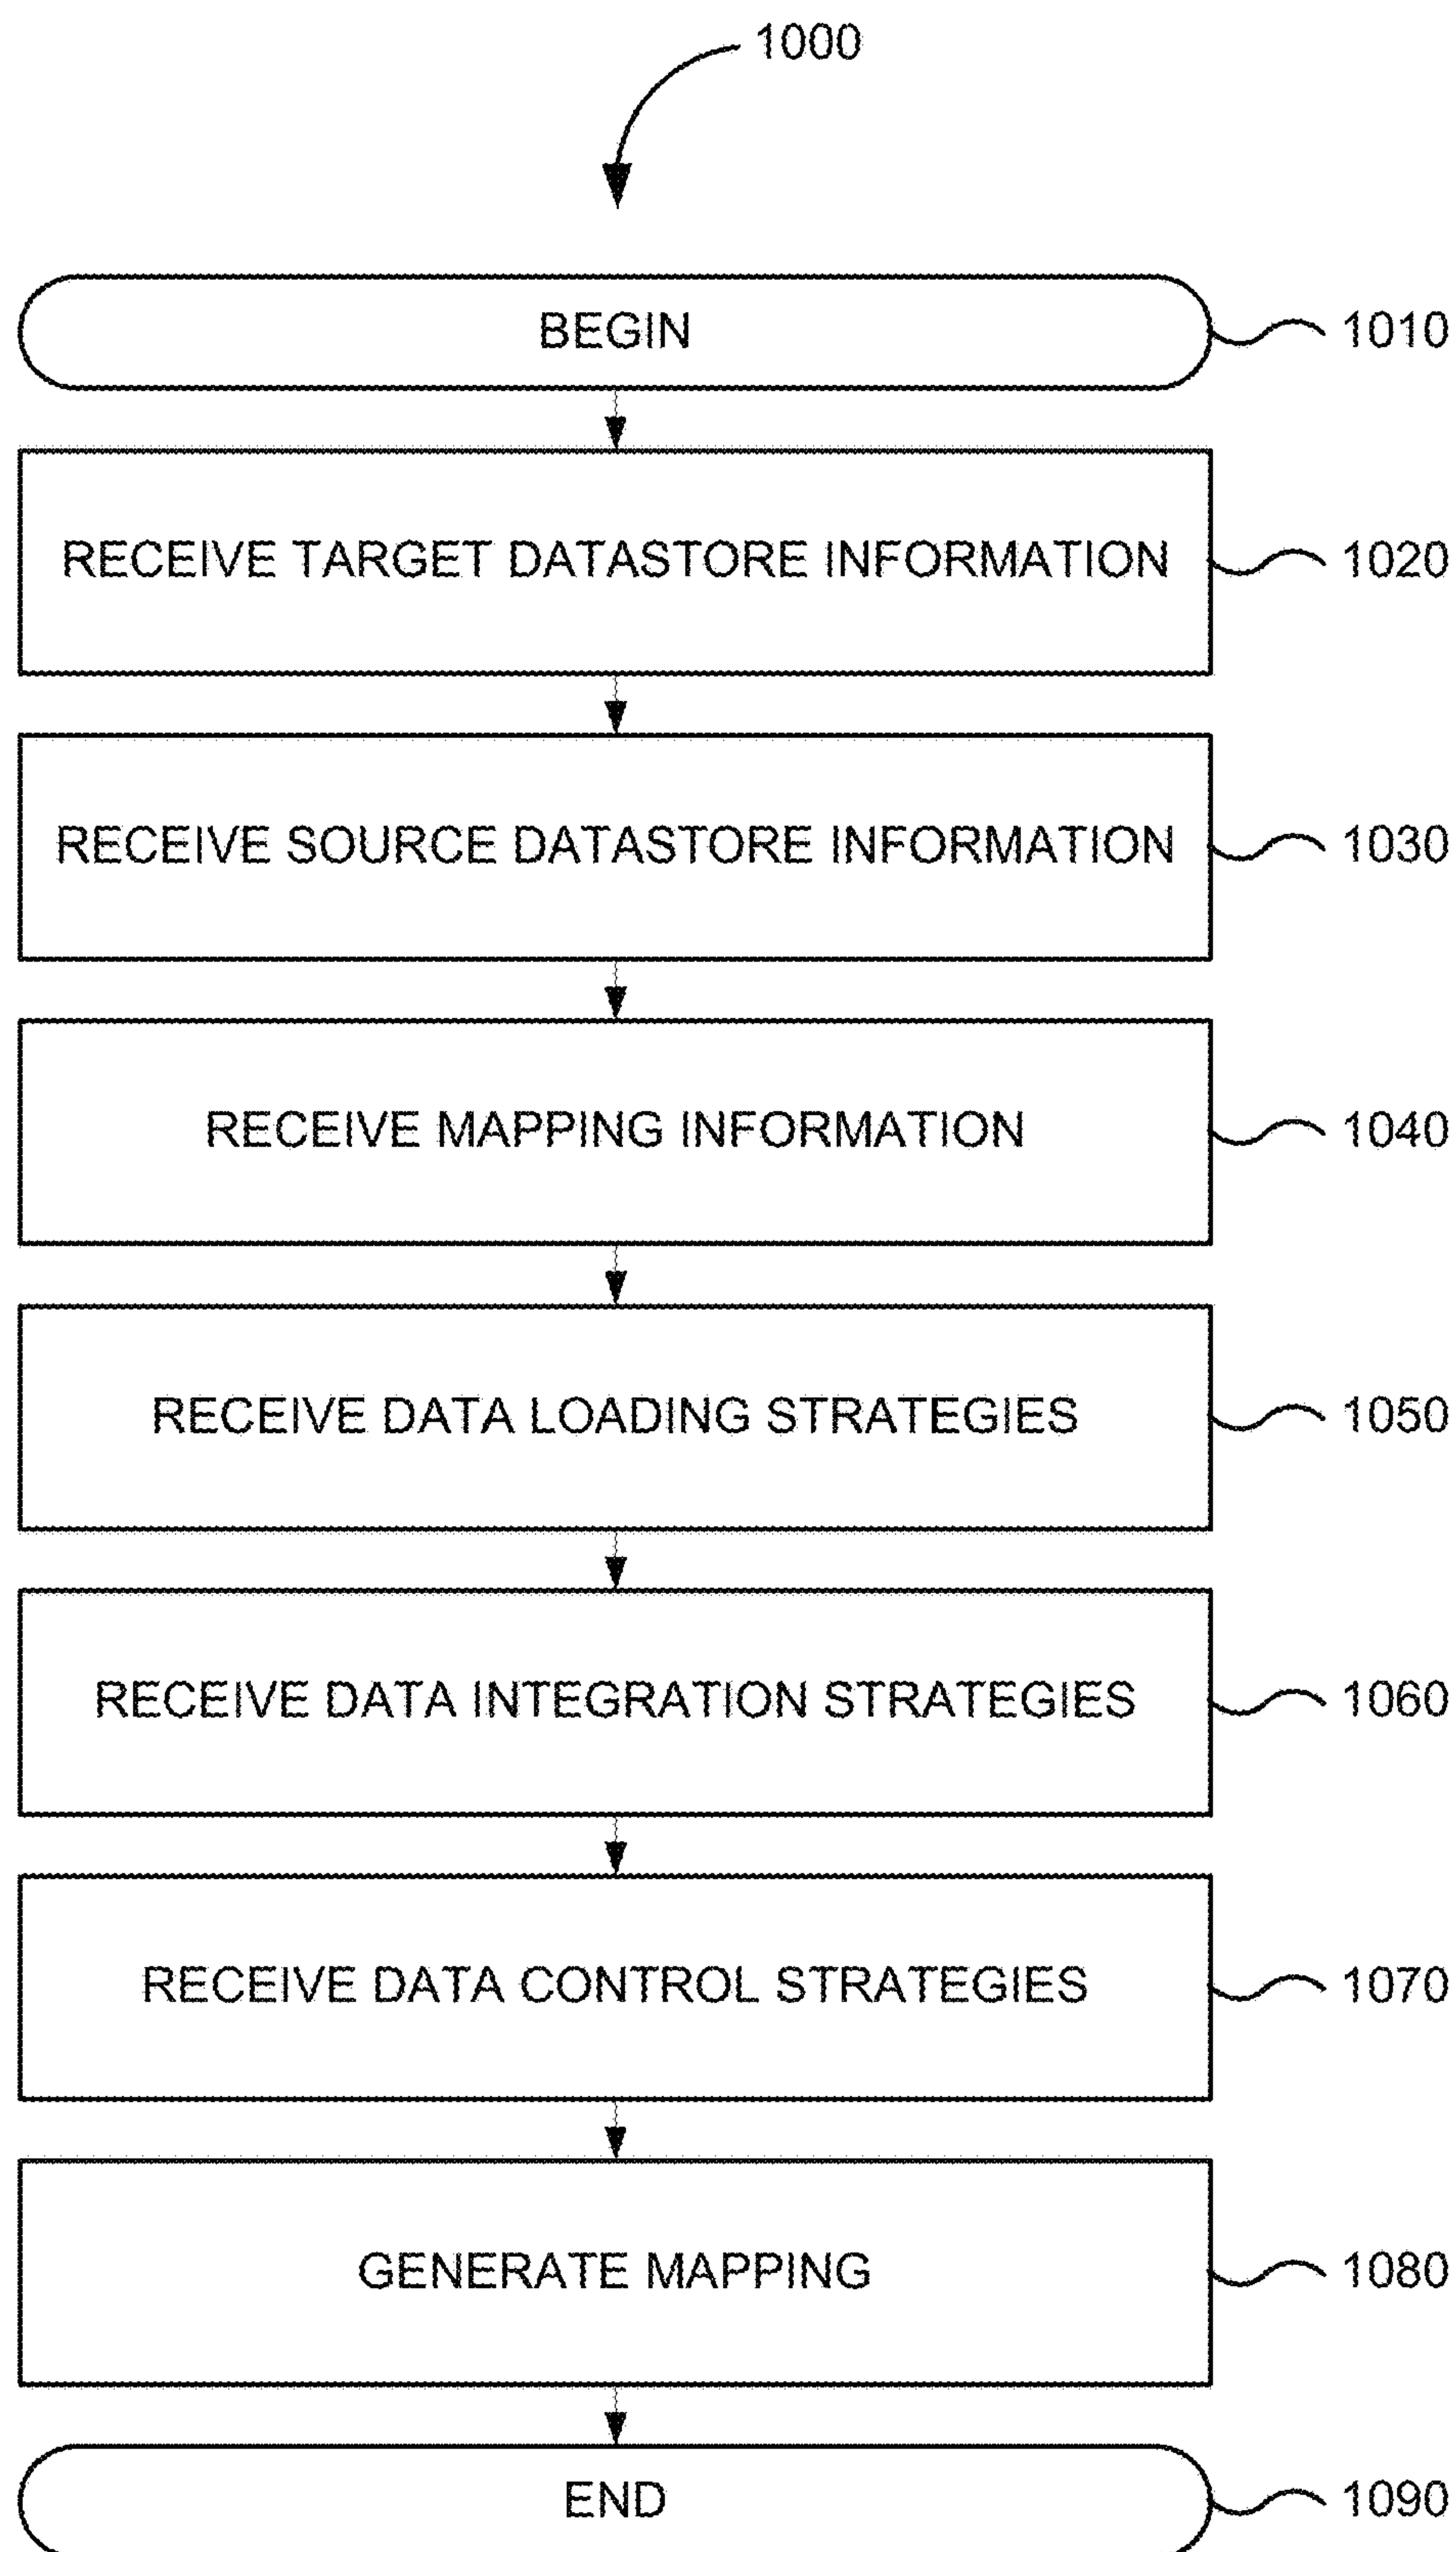 1000
BEGIN 1010
RECEIVE TARGET DATASTORE INFORMATION 1020
RECEIVE SOURCE DATASTORE INFORMATION 1030
RECEIVE MAPPING INFORMATION 1040
RECEIVE DATA LOADING STRATEGIES 1050
RECEIVE DATA INTEGRATION STRATEGIES 1060
RECEIVE DATA CONTROL STRATEGIES 1070
GENERATE MAPPING 1080
END 1090